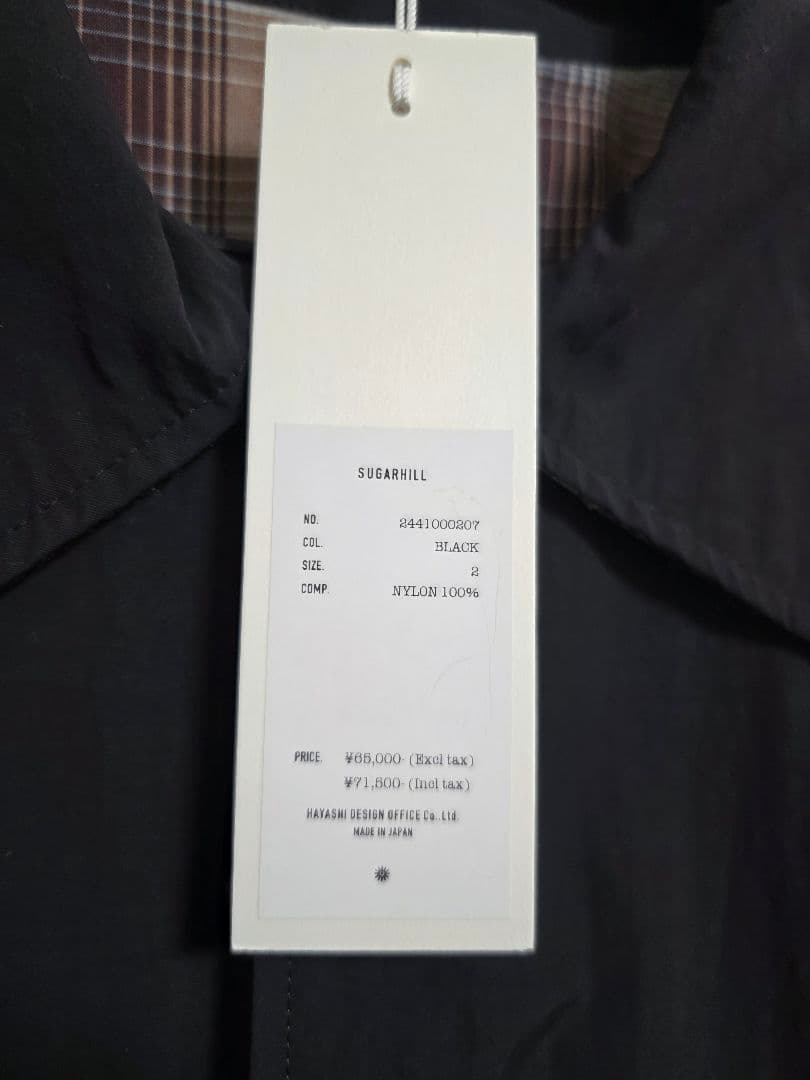 SUGARHILL
NO. 2441000207
COL. BLACK
SIZE. 2
COMP. NYLON 100%
PRICE. ¥65,000- (Excl tax)
¥71,500- (Incl tax)
HAYASHI DESIGN OFFICE Co.,Ltd.
MADE IN JAPAN